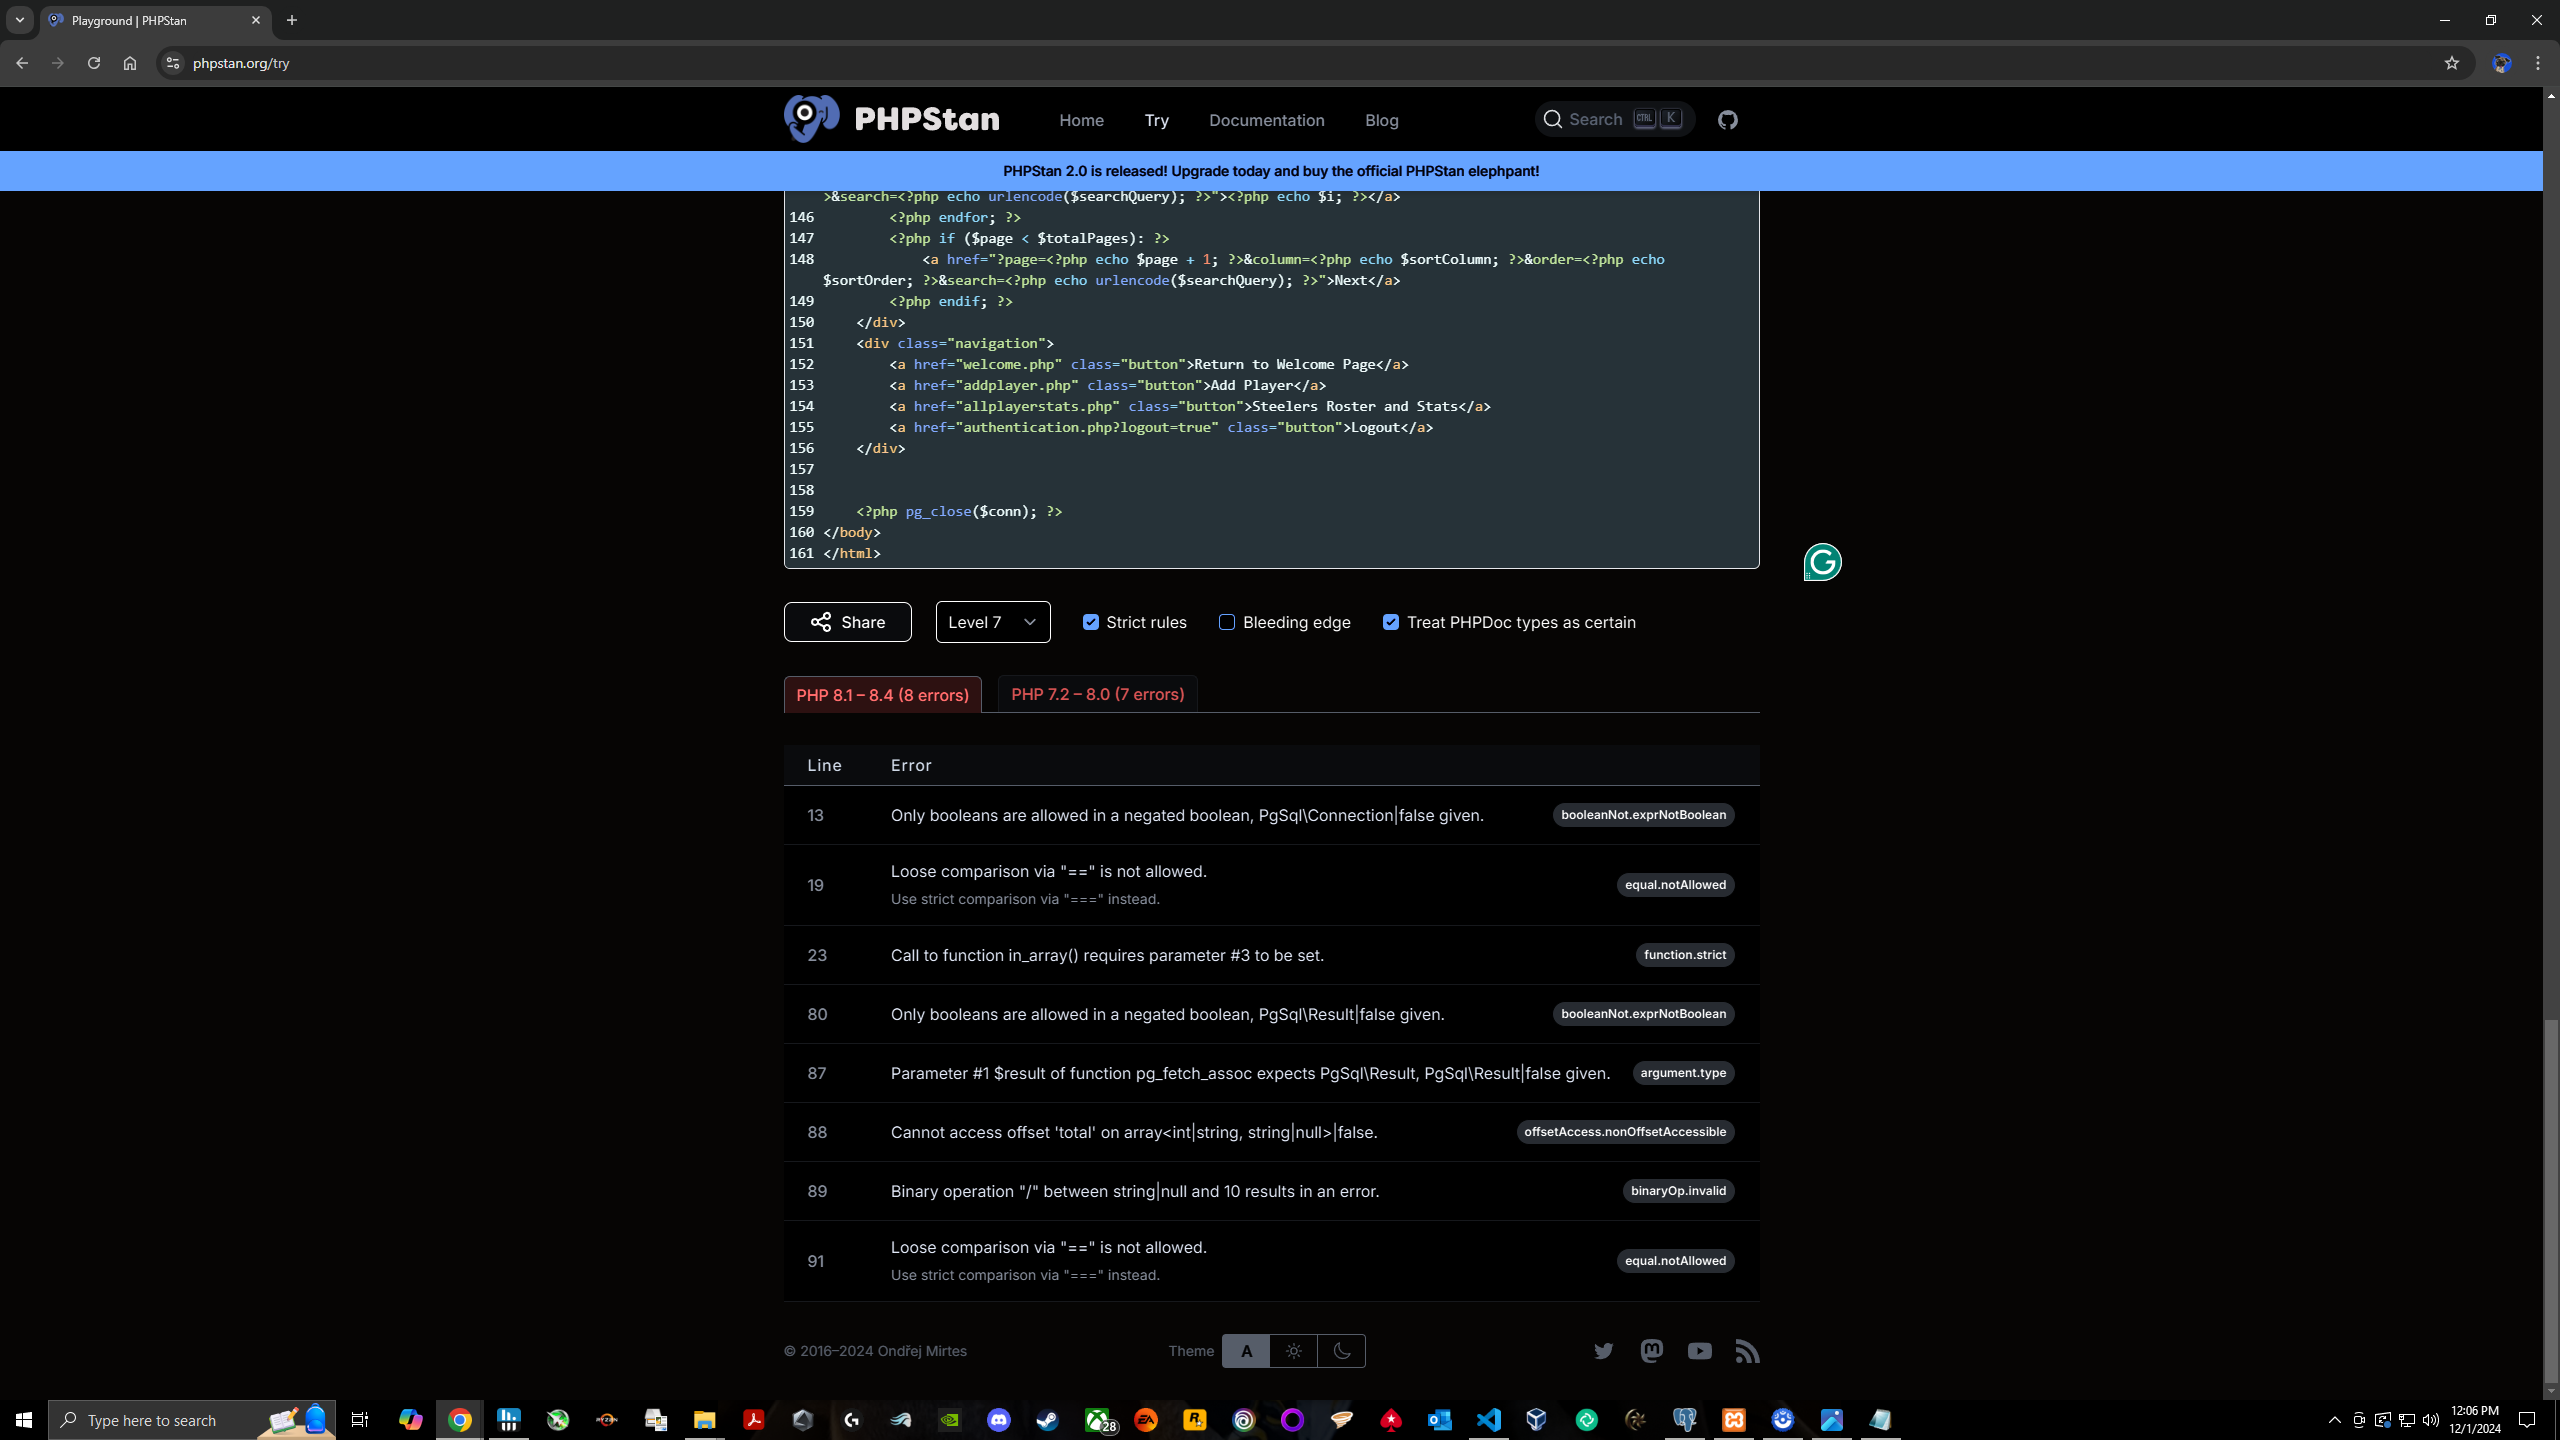 Playground | PHPStan
phpstan.org/try
PHPStan
Home
Try
Documentation
Blog
Search
CTRL
K
PHPStan 2.0 is released! Upgrade today and buy the official PHPStan elephpant!
>&search=<?php echo urlencode($searchQuery); ?>"><?php echo $i; ?></a>
146 <?php endfor; ?>
147 <?php if ($page < $totalPages): ?>
148 <a href="?page=<?php echo $page + 1; ?>&column=<?php echo $sortColumn; ?>&order=<?php echo
$sortOrder; ?>&search=<?php echo urlencode($searchQuery); ?>">Next</a>
149 <?php endif; ?>
150 </div>
151 <div class="navigation">
152 <a href="welcome.php" class="button">Return to Welcome Page</a>
153 <a href="addplayer.php" class="button">Add Player</a>
154 <a href="allplayerstats.php" class="button">Steelers Roster and Stats</a>
155 <a href="authentication.php?logout=true" class="button">Logout</a>
156 </div>
157
158
159 <?php pg_close($conn); ?>
160 </body>
161 </html>
Share
Level 7
Strict rules
Bleeding edge
Treat PHPDoc types as certain
PHP 8.1 – 8.4 (8 errors)
PHP 7.2 – 8.0 (7 errors)
Line Error
13 Only booleans are allowed in a negated boolean, PgSql\Connection|false given. booleanNot.exprNotBoolean
19 Loose comparison via "==" is not allowed. equal.notAllowed
Use strict comparison via "===" instead.
23 Call to function in_array() requires parameter #3 to be set. function.strict
80 Only booleans are allowed in a negated boolean, PgSql\Result|false given. booleanNot.exprNotBoolean
87 Parameter #1 $result of function pg_fetch_assoc expects PgSql\Result, PgSql\Result|false given. argument.type
88 Cannot access offset 'total' on array<int|string, string|null>|false. offsetAccess.nonOffsetAccessible
89 Binary operation "/" between string|null and 10 results in an error. binaryOp.invalid
91 Loose comparison via "==" is not allowed. equal.notAllowed
Use strict comparison via "===" instead.
© 2016–2024 Ondřej Mirtes
Theme
A
Type here to search
RYZEN
28
EA
12:06 PM
12/1/2024